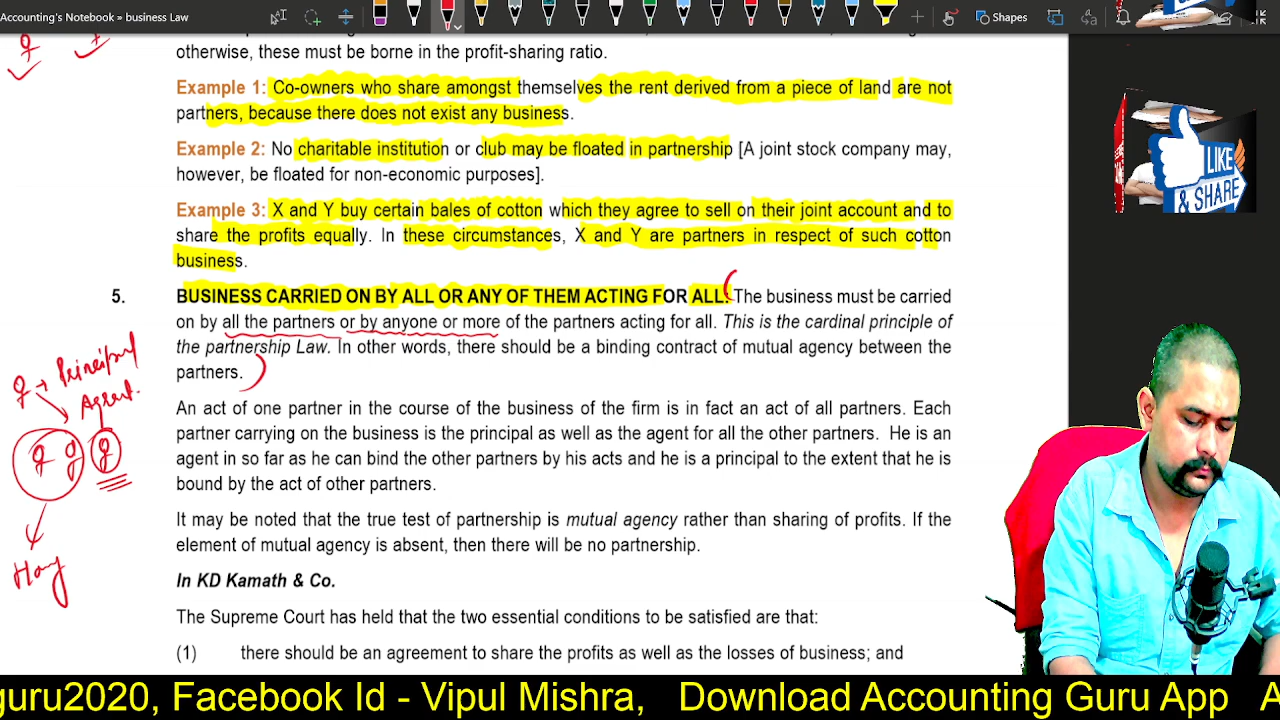 Accounting's Notebook » business Law
Shapes
otherwise, these must be borne in the profit-sharing ratio.
Example 1: Co-owners who share amongst themselves the rent derived from a piece of land are not
partners, because there does not exist any business.
Example 2: No charitable institution or club may be floated in partnership [A joint stock company may,
however, be floated for non-economic purposes].
Example 3: X and Y buy certain bales of cotton which they agree to sell on their joint account and to
share the profits equally. In these circumstances, X and Y are partners in respect of such cotton
business.
LIKE
& SHARE
5. BUSINESS CARRIED ON BY ALL OR ANY OF THEM ACTING FOR ALL: The business must be carried
on by all the partners or by anyone or more of the partners acting for all. This is the cardinal principle of
the partnership Law. In other words, there should be a binding contract of mutual agency between the
partners.
Principal
Agent.
An act of one partner in the course of the business of the firm is in fact an act of all partners. Each
partner carrying on the business is the principal as well as the agent for all the other partners. He is an
agent in so far as he can bind the other partners by his acts and he is a principal to the extent that he is
bound by the act of other partners.
It may be noted that the true test of partnership is mutual agency rather than sharing of profits. If the
element of mutual agency is absent, then there will be no partnership.
In KD Kamath & Co.
The Supreme Court has held that the two essential conditions to be satisfied are that:
(1) there should be an agreement to share the profits as well as the losses of business; and
guru2020, Facebook Id - Vipul Mishra, Download Accounting Guru App A